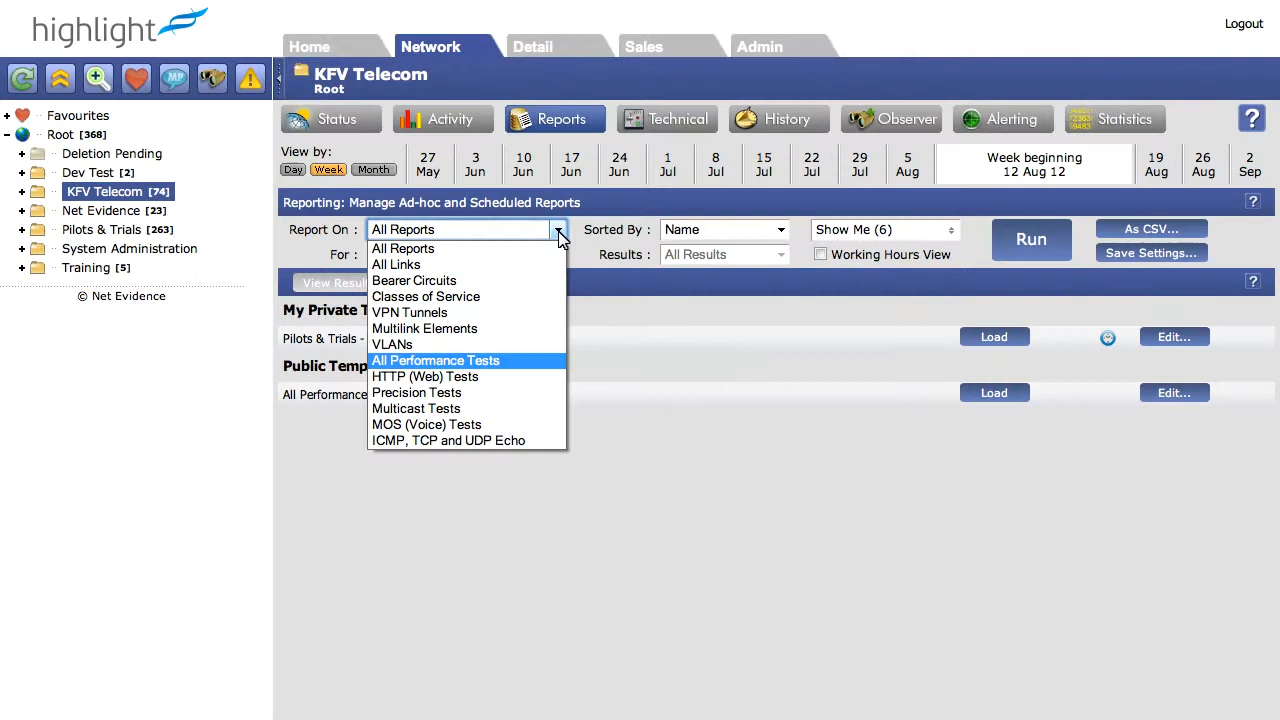 highlight
Logout
Home
Network
Detail
Sales
Admin
MP
KFV Telecom
Root
Favourites
Root [368]
Deletion Pending
Dev Test [2]
KFV Telecom [74]
Net Evidence [23]
Pilots & Trials [263]
System Administration
Training [5]
© Net Evidence
Status
Activity
Reports
Technical
History
Observer
Alerting
Statistics
?
View by:
Day Week Month
27 May
3 Jun
10 Jun
17 Jun
24 Jun
1 Jul
8 Jul
15 Jul
22 Jul
29 Jul
5 Aug
Week beginning
12 Aug 12
19 Aug
26 Aug
2 Sep
Reporting: Manage Ad-hoc and Scheduled Reports
?
Report On : All Reports
Sorted By : Name
Show Me (6)
Run
As CSV...
For :
Results : All Results
Working Hours View
Save Settings...
All Reports
All Links
Bearer Circuits
Classes of Service
VPN Tunnels
Multilink Elements
VLANs
All Performance Tests
HTTP (Web) Tests
Precision Tests
Multicast Tests
MOS (Voice) Tests
ICMP, TCP and UDP Echo
View Resul
?
My Private T
Pilots & Trials -
Load
Edit...
Public Temp
All Performance
Load
Edit...